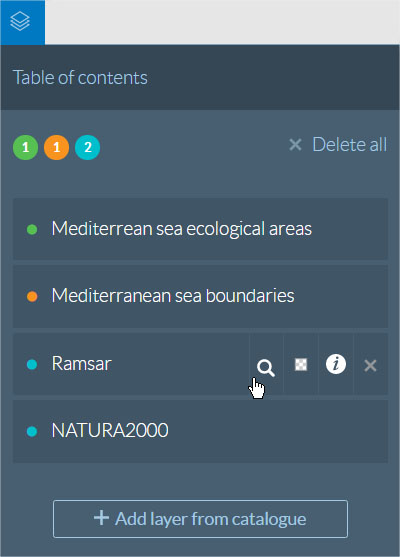 Table of contents
1 1 2 Delete all
Mediterrean sea ecological areas
Mediterranean sea boundaries
Ramsar i
NATURA2000
+ Add layer from catalogue